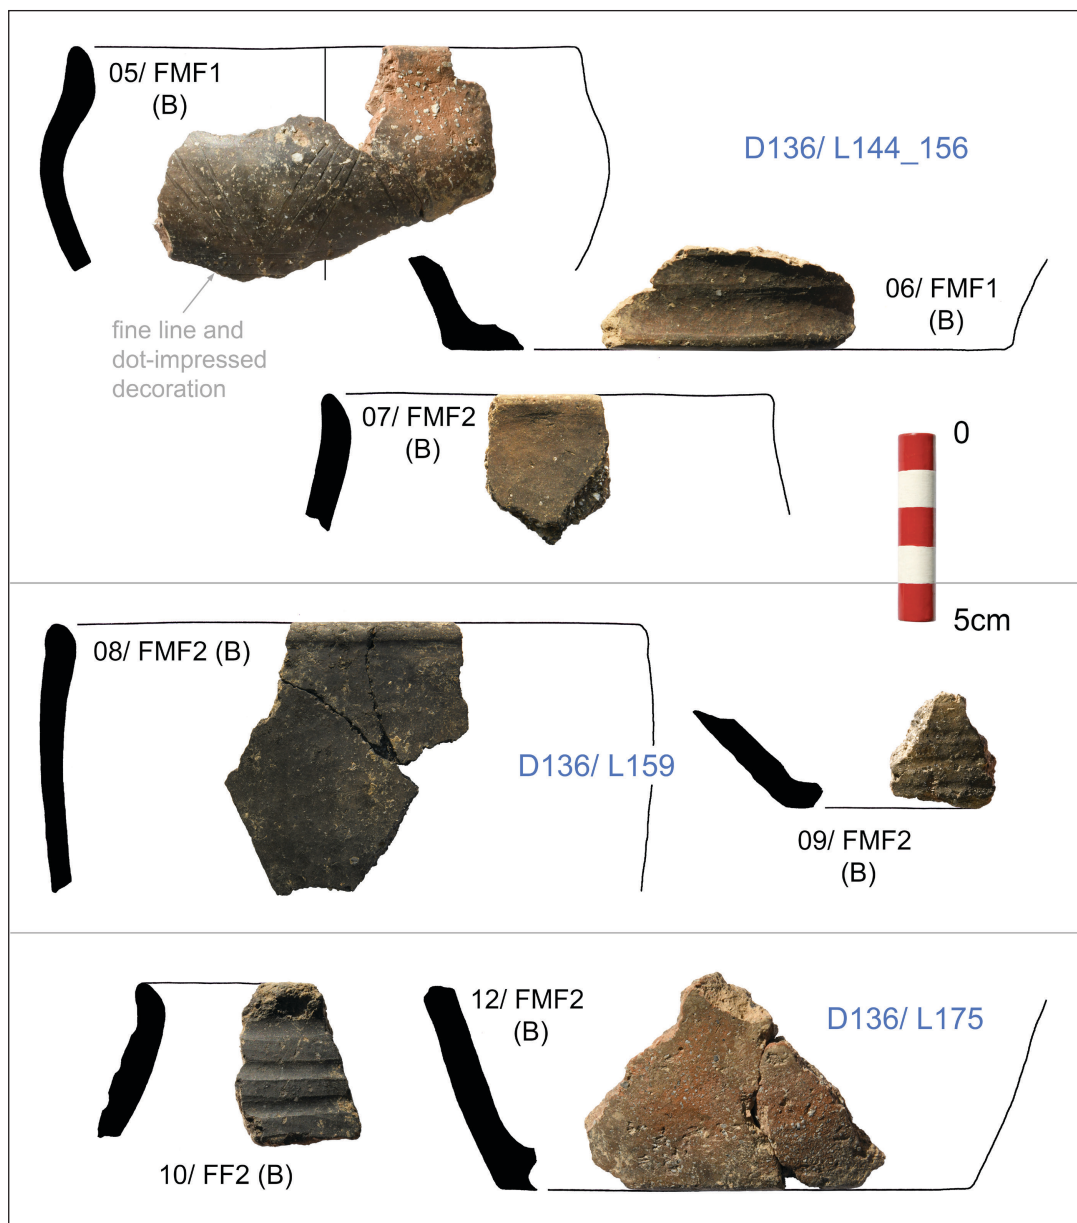 05/ FMF1
(B)
D136/ L144_156
06/ FMF1
(B)
fine line and
dot-impressed
decoration
07/ FMF2
(B)
0
5cm
08/ FMF2 (B)
D136/ L159
09/ FMF2
(B)
12/ FMF2
(B)
D136/ L175
10/ FF2 (B)